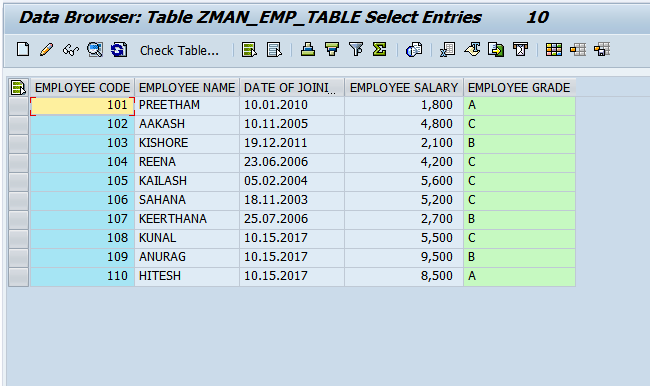 Data Browser: Table ZMAN_EMP_TABLE Select Entries 10
Check Table...
EMPLOYEE CODE EMPLOYEE NAME DATE OF JOINI... EMPLOYEE SALARY EMPLOYEE GRADE
101 PREETHAM 10.01.2010 1,800 A
102 AAKASH 10.11.2005 4,800 C
103 KISHORE 19.12.2011 2,100 B
104 REENA 23.06.2006 4,200 C
105 KAILASH 05.02.2004 5,600 C
106 SAHANA 18.11.2003 5,200 C
107 KEERTHANA 25.07.2006 2,700 B
108 KUNAL 10.15.2017 5,500 C
109 ANURAG 10.15.2017 9,500 B
110 HITESH 10.15.2017 8,500 A